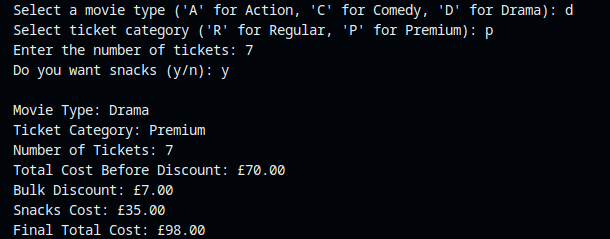 Select a movie type ('A' for Action, 'C' for Comedy, 'D' for Drama): d
Select ticket category ('R' for Regular, 'P' for Premium): p
Enter the number of tickets: 7
Do you want snacks (y/n): y
Movie Type: Drama
Ticket Category: Premium
Number of Tickets: 7
Total Cost Before Discount: £70.00
Bulk Discount: £7.00
Snacks Cost: £35.00
Final Total Cost: £98.00